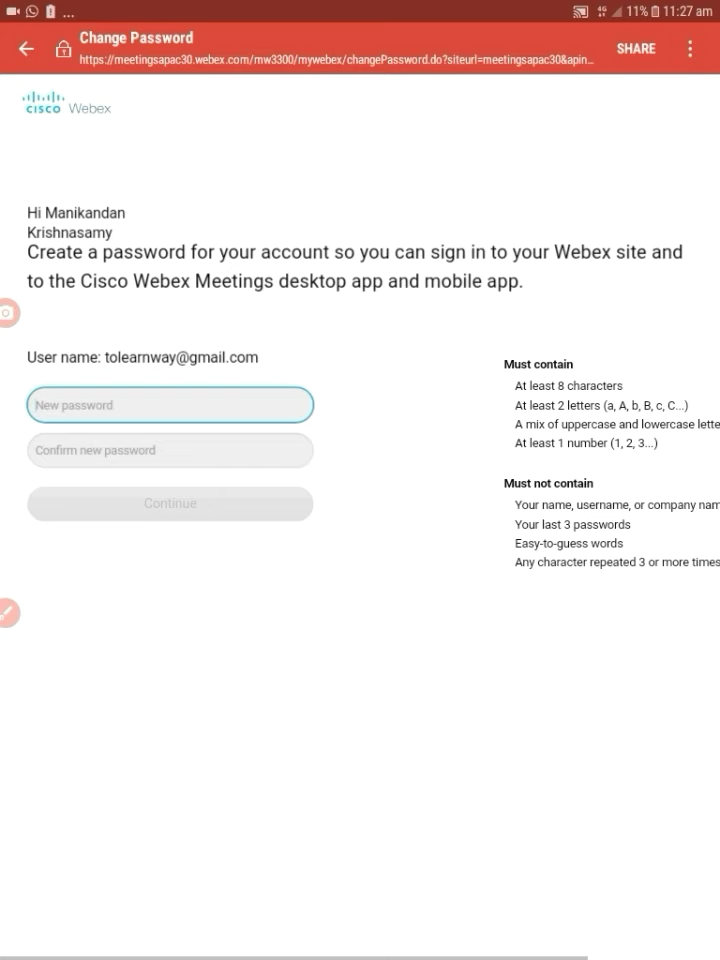 ... 4G 11% 11:27 am
Change Password
https://meetingsapac30.webex.com/mw3300/mywebex/changePassword.do?siteurl=meetingsapac30&apin...
SHARE
CISCO Webex
Hi Manikandan
Krishnasamy
Create a password for your account so you can sign in to your Webex site and
to the Cisco Webex Meetings desktop app and mobile app.
User name: tolearnway@gmail.com
New password
Confirm new password
Continue
Must contain
At least 8 characters
At least 2 letters (a, A, b, B, c, C...)
A mix of uppercase and lowercase lette
At least 1 number (1, 2, 3...)
Must not contain
Your name, username, or company nam
Your last 3 passwords
Easy-to-guess words
Any character repeated 3 or more times